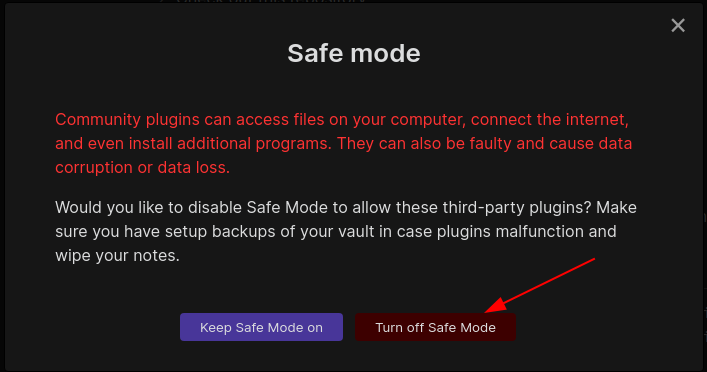 Safe mode
Community plugins can access files on your computer, connect the internet,
and even install additional programs. They can also be faulty and cause data
corruption or data loss.
Would you like to disable Safe Mode to allow these third-party plugins? Make
sure you have setup backups of your vault in case plugins malfunction and
wipe your notes.
Keep Safe Mode on
Turn off Safe Mode